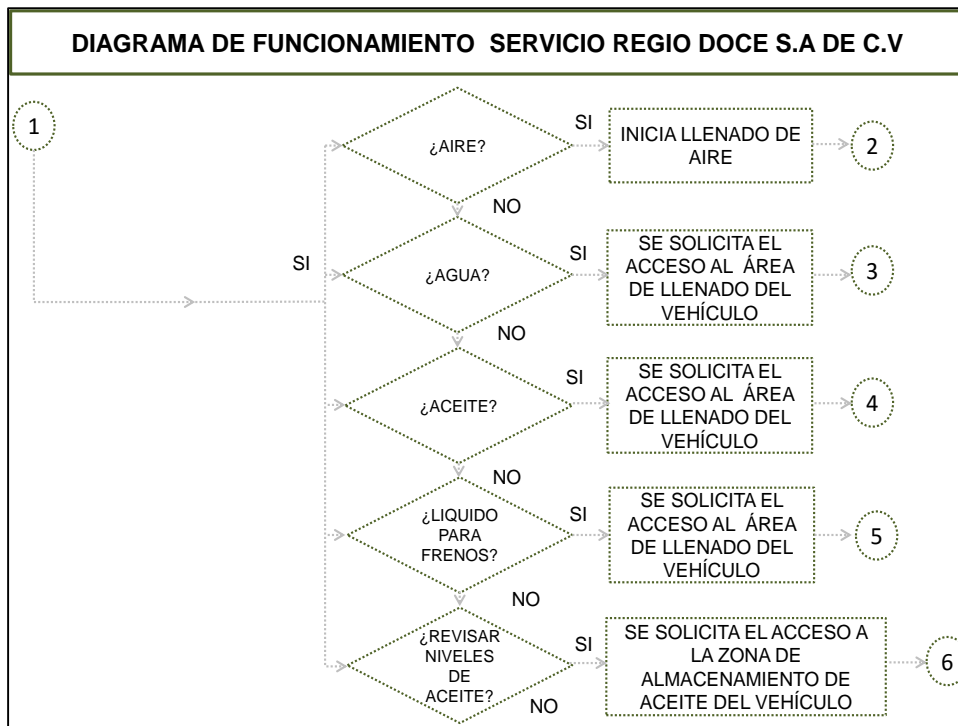 DIAGRAMA DE FUNCIONAMIENTO SERVICIO REGIO DOCE S.A DE C.V
1
¿AIRE?
SI
INICIA LLENADO DE
AIRE
2
NO
SI
¿AGUA?
SI
SE SOLICITA EL
ACCESO AL ÁREA
DE LLENADO DEL
VEHÍCULO
3
NO
¿ACEITE?
SI
SE SOLICITA EL
ACCESO AL ÁREA
DE LLENADO DEL
VEHÍCULO
4
NO
¿LIQUIDO
PARA
FRENOS?
SI
SE SOLICITA EL
ACCESO AL ÁREA
DE LLENADO DEL
VEHÍCULO
5
NO
¿REVISAR
NIVELES
DE
ACEITE?
SI
SE SOLICITA EL ACCESO A
LA ZONA DE
ALMACENAMIENTO DE
ACEITE DEL VEHÍCULO
6
NO